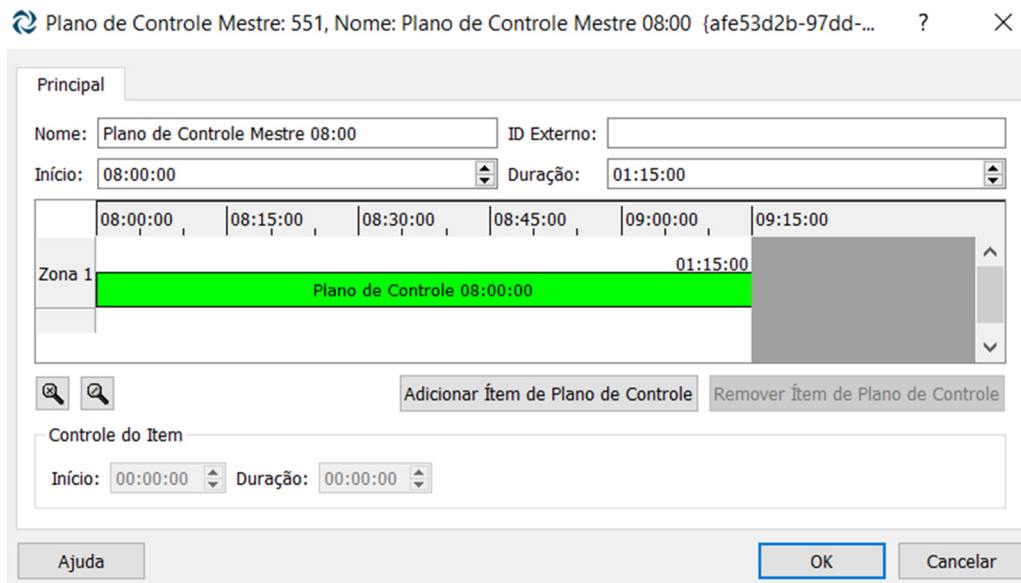 Plano de Controle Mestre: 551, Nome: Plano de Controle Mestre 08:00 {afe53d2b-97dd-... ?
Principal
Nome: Plano de Controle Mestre 08:00 ID Externo:
Início: 08:00:00 Duração: 01:15:00
08:00:00 08:15:00 08:30:00 08:45:00 09:00:00 09:15:00
01:15:00
Zona 1
Plano de Controle 08:00:00
Adicionar Ítem de Plano de Controle Remover Ítem de Plano de Controle
Controle do Item
Início: 00:00:00 Duração: 00:00:00
Ajuda OK Cancelar